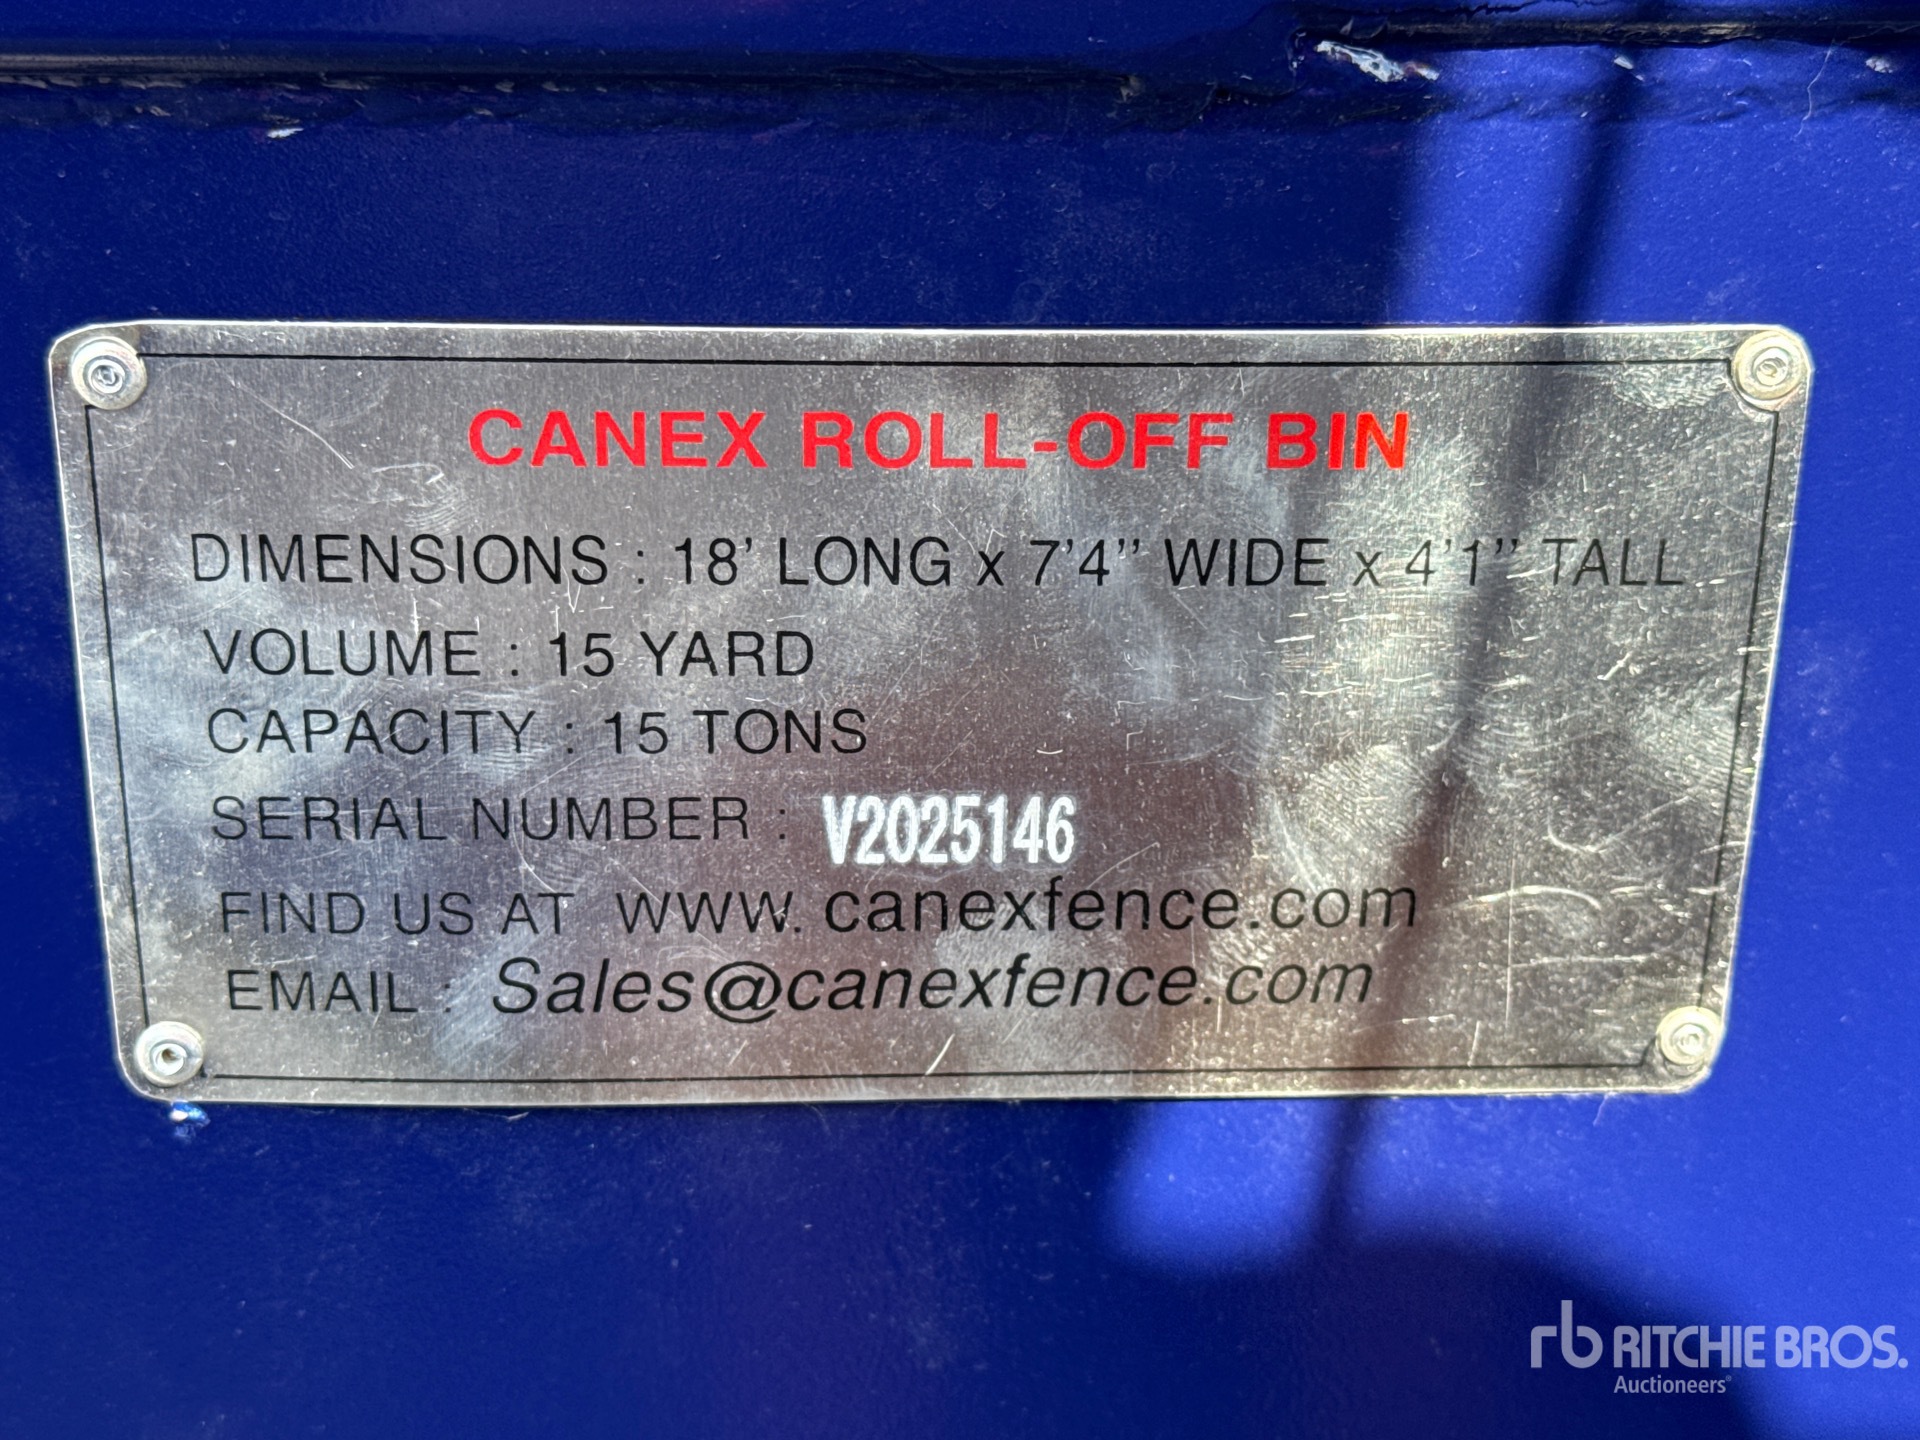 CANEX ROLL-OFF BIN
DIMENSIONS : 18' LONG x 7'4" WIDE x 4'1" TALL
VOLUME : 15 YARD
CAPACITY : 15 TONS
SERIAL NUMBER : V2025146
FIND US AT www. canexfence.com
EMAIL : Sales@canexfence.com
rb RITCHIE BROS.
Auctioneers